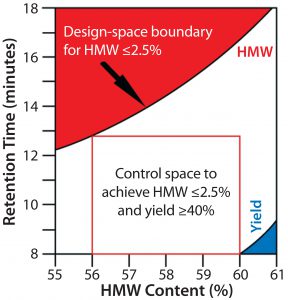 18
16
14
12
10
8
Retention Time (minutes)
Design-space boundary
for HMW ≤2.5%
HMW
Control space to
achieve HMW ≤2.5%
and yield ≥40%
Yield
55 56 57 58 59 60 61
HMW Content (%)